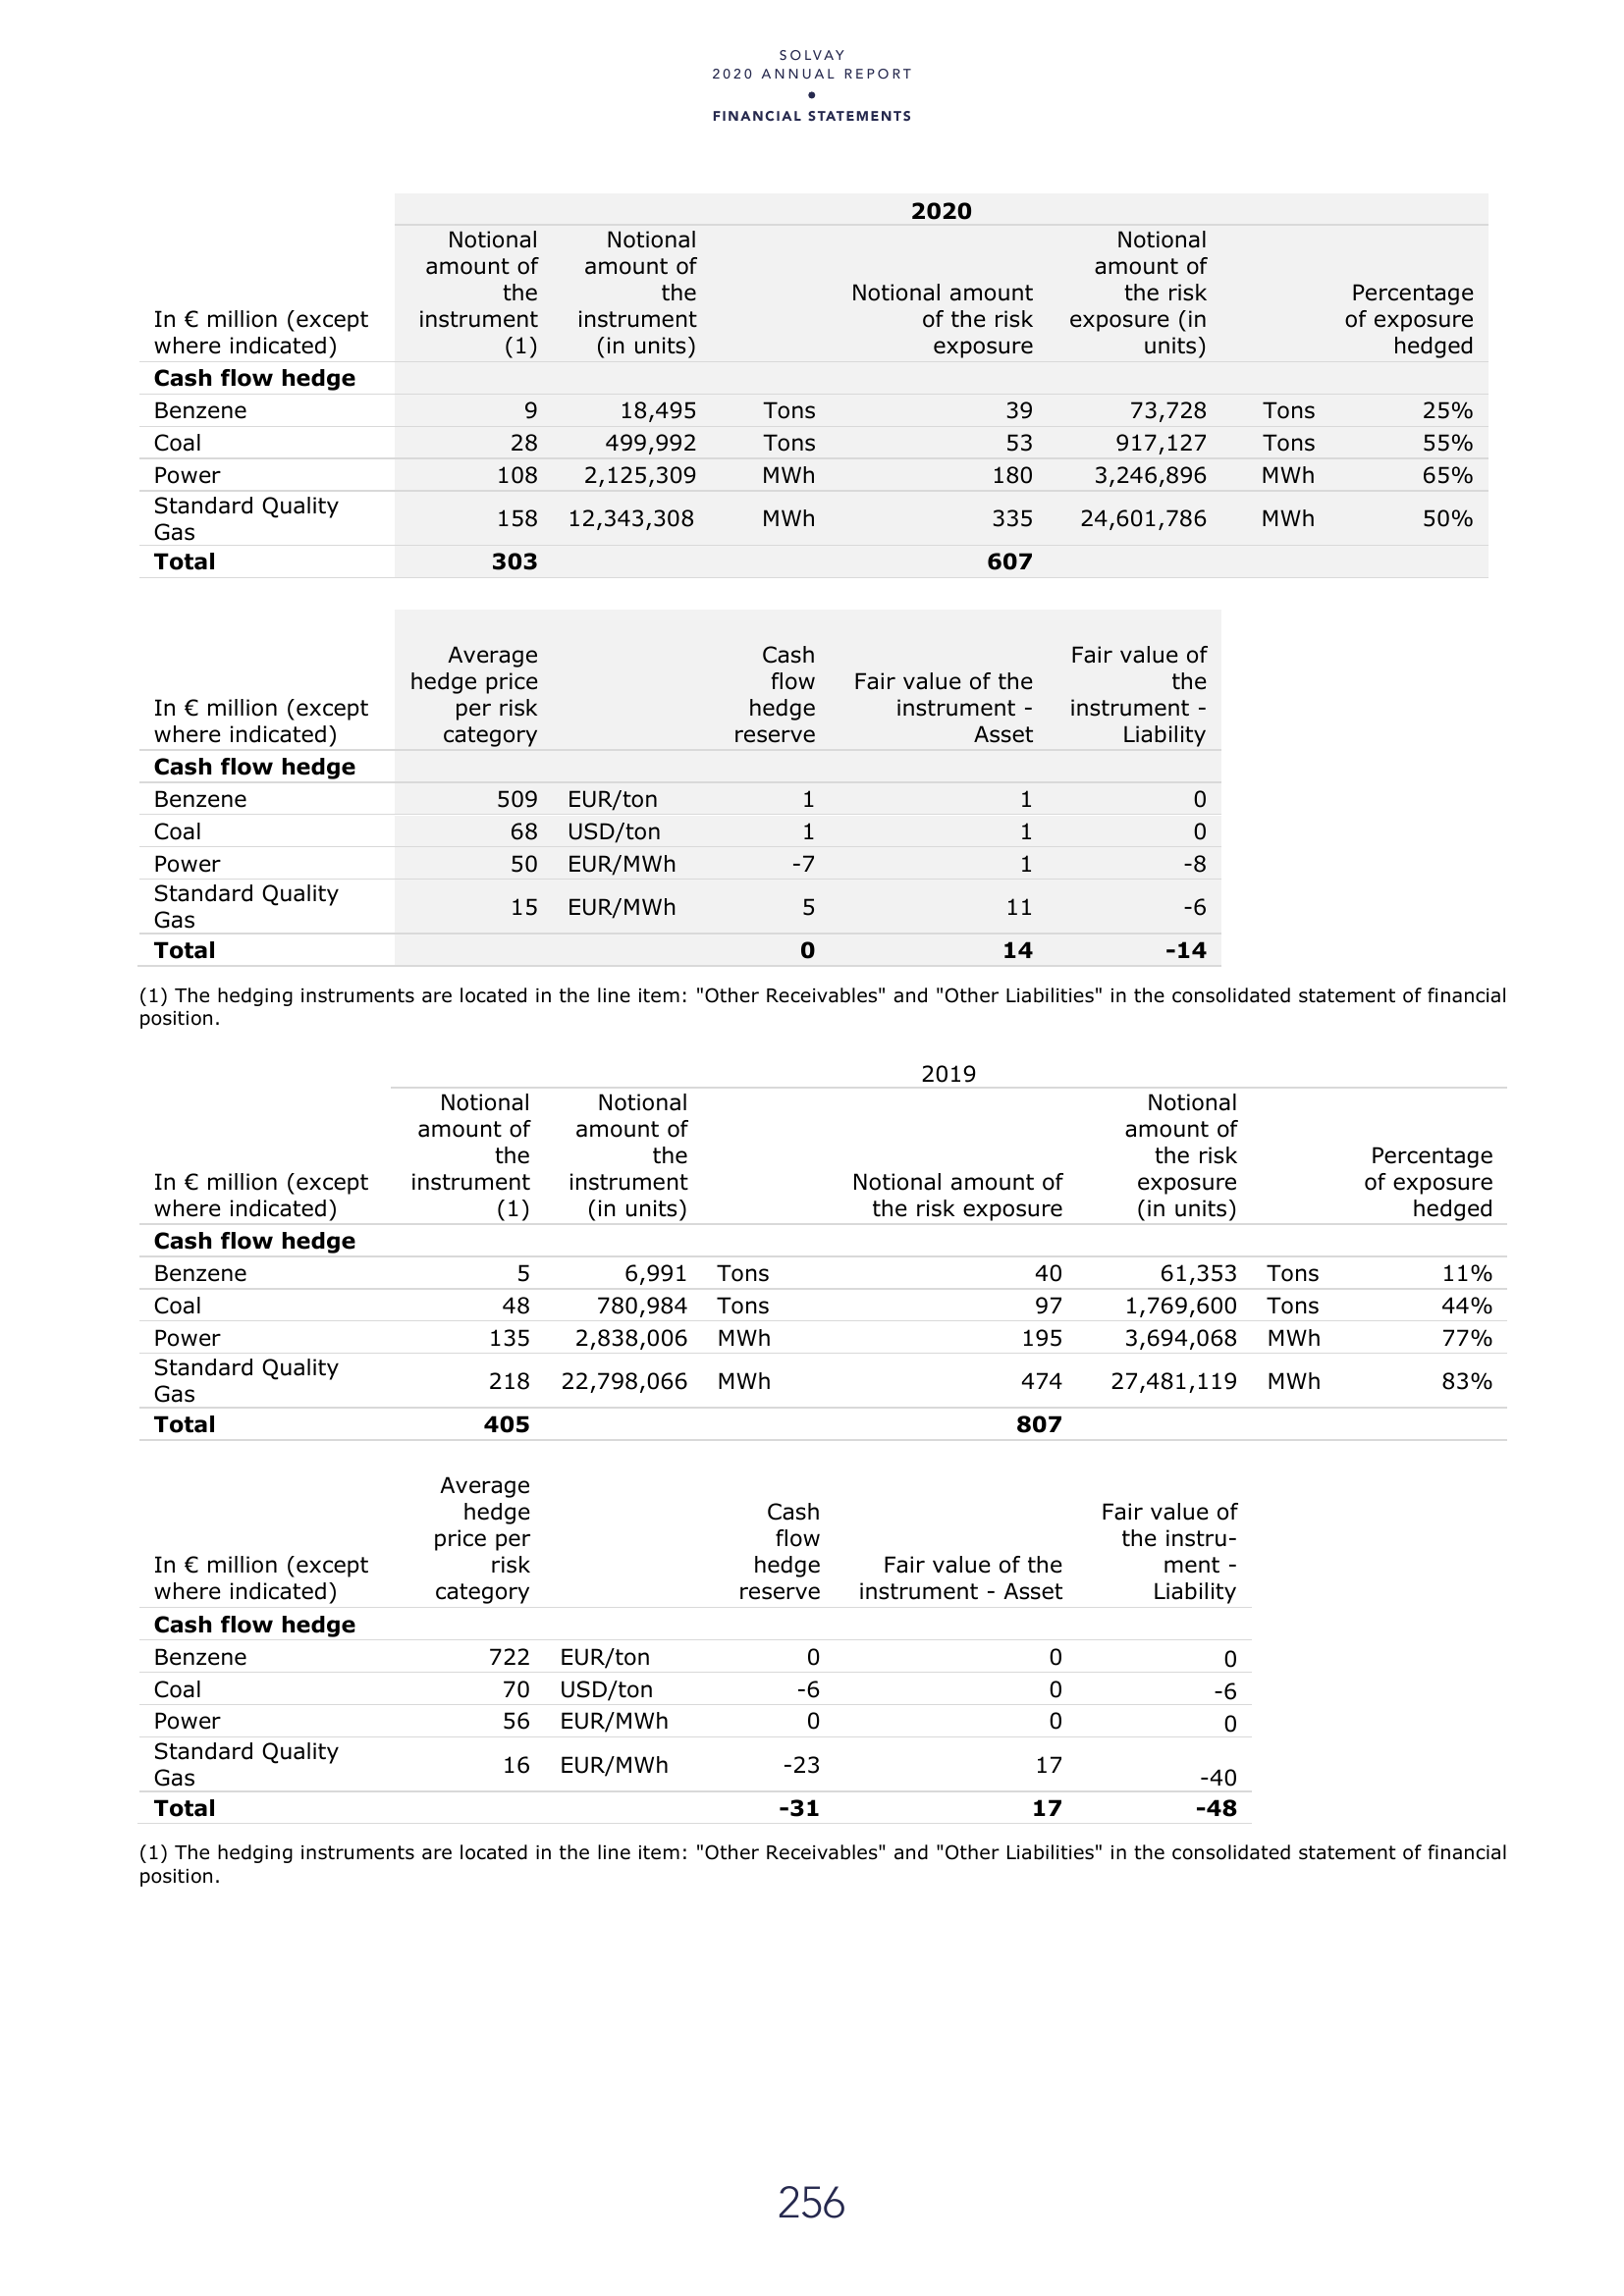 SOLVAY
2020 ANNUAL REPORT
•
FINANCIAL STATEMENTS
2020
In € million (except where indicated) Notional amount of the instrument (1) Notional amount of the instrument (in units) Notional amount of the risk exposure Notional amount of the risk exposure (in units) Percentage of exposure hedged
Cash flow hedge
Benzene 9 18,495 Tons 39 73,728 Tons 25%
Coal 28 499,992 Tons 53 917,127 Tons 55%
Power 108 2,125,309 MWh 180 3,246,896 MWh 65%
Standard Quality Gas 158 12,343,308 MWh 335 24,601,786 MWh 50%
Total 303 607
In € million (except where indicated) Average hedge price per risk category Cash flow hedge reserve Fair value of the instrument - Asset Fair value of the instrument - Liability
Cash flow hedge
Benzene 509 EUR/ton 1 1 0
Coal 68 USD/ton 1 1 0
Power 50 EUR/MWh -7 1 -8
Standard Quality Gas 15 EUR/MWh 5 11 -6
Total 0 14 -14
(1) The hedging instruments are located in the line item: "Other Receivables" and "Other Liabilities" in the consolidated statement of financial
position.
2019
In € million (except where indicated) Notional amount of the instrument (1) Notional amount of the instrument (in units) Notional amount of the risk exposure Notional amount of the risk exposure (in units) Percentage of exposure hedged
Cash flow hedge
Benzene 5 6,991 Tons 40 61,353 Tons 11%
Coal 48 780,984 Tons 97 1,769,600 Tons 44%
Power 135 2,838,006 MWh 195 3,694,068 MWh 77%
Standard Quality Gas 218 22,798,066 MWh 474 27,481,119 MWh 83%
Total 405 807
In € million (except where indicated) Average hedge price per risk category Cash flow hedge reserve Fair value of the instrument - Asset Fair value of the instru-ment - Liability
Cash flow hedge
Benzene 722 EUR/ton 0 0 0
Coal 70 USD/ton -6 0 -6
Power 56 EUR/MWh 0 0 0
Standard Quality Gas 16 EUR/MWh -23 17 -40
Total -31 17 -48
(1) The hedging instruments are located in the line item: "Other Receivables" and "Other Liabilities" in the consolidated statement of financial
position.
256